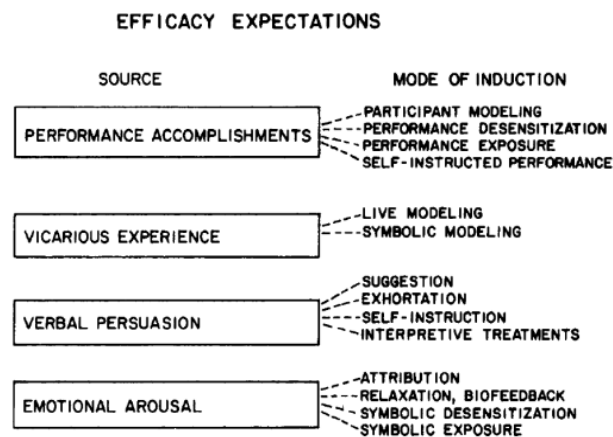 EFFICACY EXPECTATIONS
SOURCE
MODE OF INDUCTION
PERFORMANCE ACCOMPLISHMENTS
PARTICIPANT MODELING
PERFORMANCE DESENSITIZATION
PERFORMANCE EXPOSURE
SELF-INSTRUCTED PERFORMANCE
VICARIOUS EXPERIENCE
LIVE MODELING
SYMBOLIC MODELING
VERBAL PERSUASION
SUGGESTION
EXHORTATION
SELF-INSTRUCTION
INTERPRETIVE TREATMENTS
EMOTIONAL AROUSAL
ATTRIBUTION
RELAXATION, BIOFEEDBACK
SYMBOLIC DESENSITIZATION
SYMBOLIC EXPOSURE